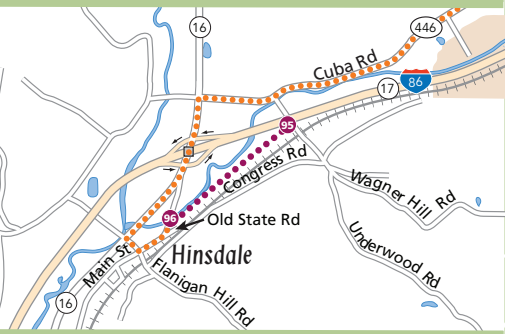 16
446
Cuba Rd
86
17
95
Congress Rd
Wagner Hill Rd
96
Old State Rd
Hinsdale
Underwood Rd
Main St
Flanigan Hill Rd
16